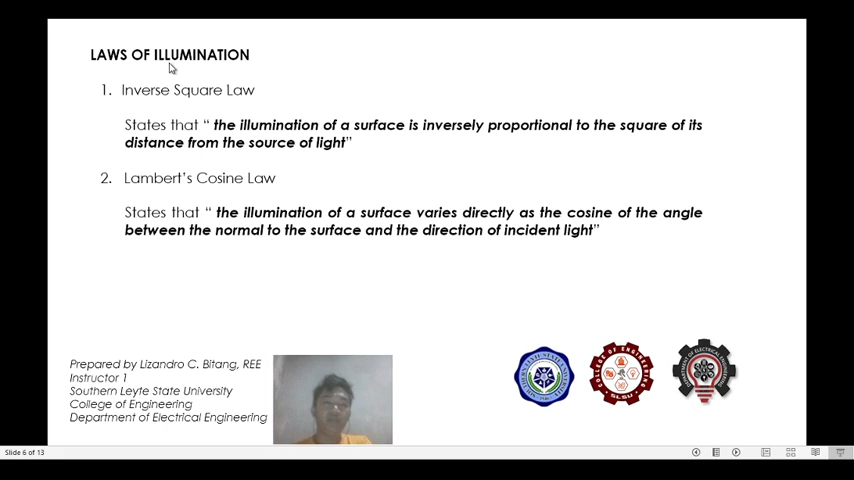 LAWS OF ILLUMINATION
1. Inverse Square Law
States that “ the illumination of a surface is inversely proportional to the square of its
distance from the source of light”
2. Lambert’s Cosine Law
States that “ the illumination of a surface varies directly as the cosine of the angle
between the normal to the surface and the direction of incident light”
Prepared by Lizandro C. Bitang, REE
Instructor 1
Southern Leyte State University
College of Engineering
Department of Electrical Engineering
COLLEGE OF ENGINEERING
SLSU
Slide 6 of 13